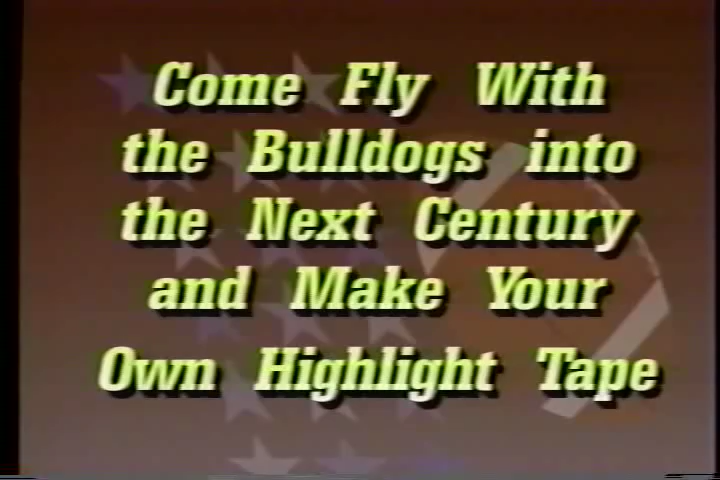 Come Fly With
the Bulldogs into
the Next Century
and Make Your
Own Highlight Tape